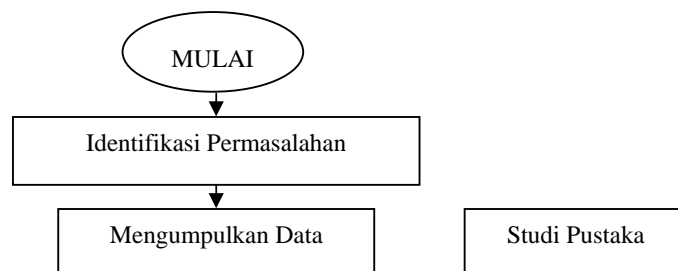 MULAI
Identifikasi Permasalahan
Mengumpulkan Data
Studi Pustaka